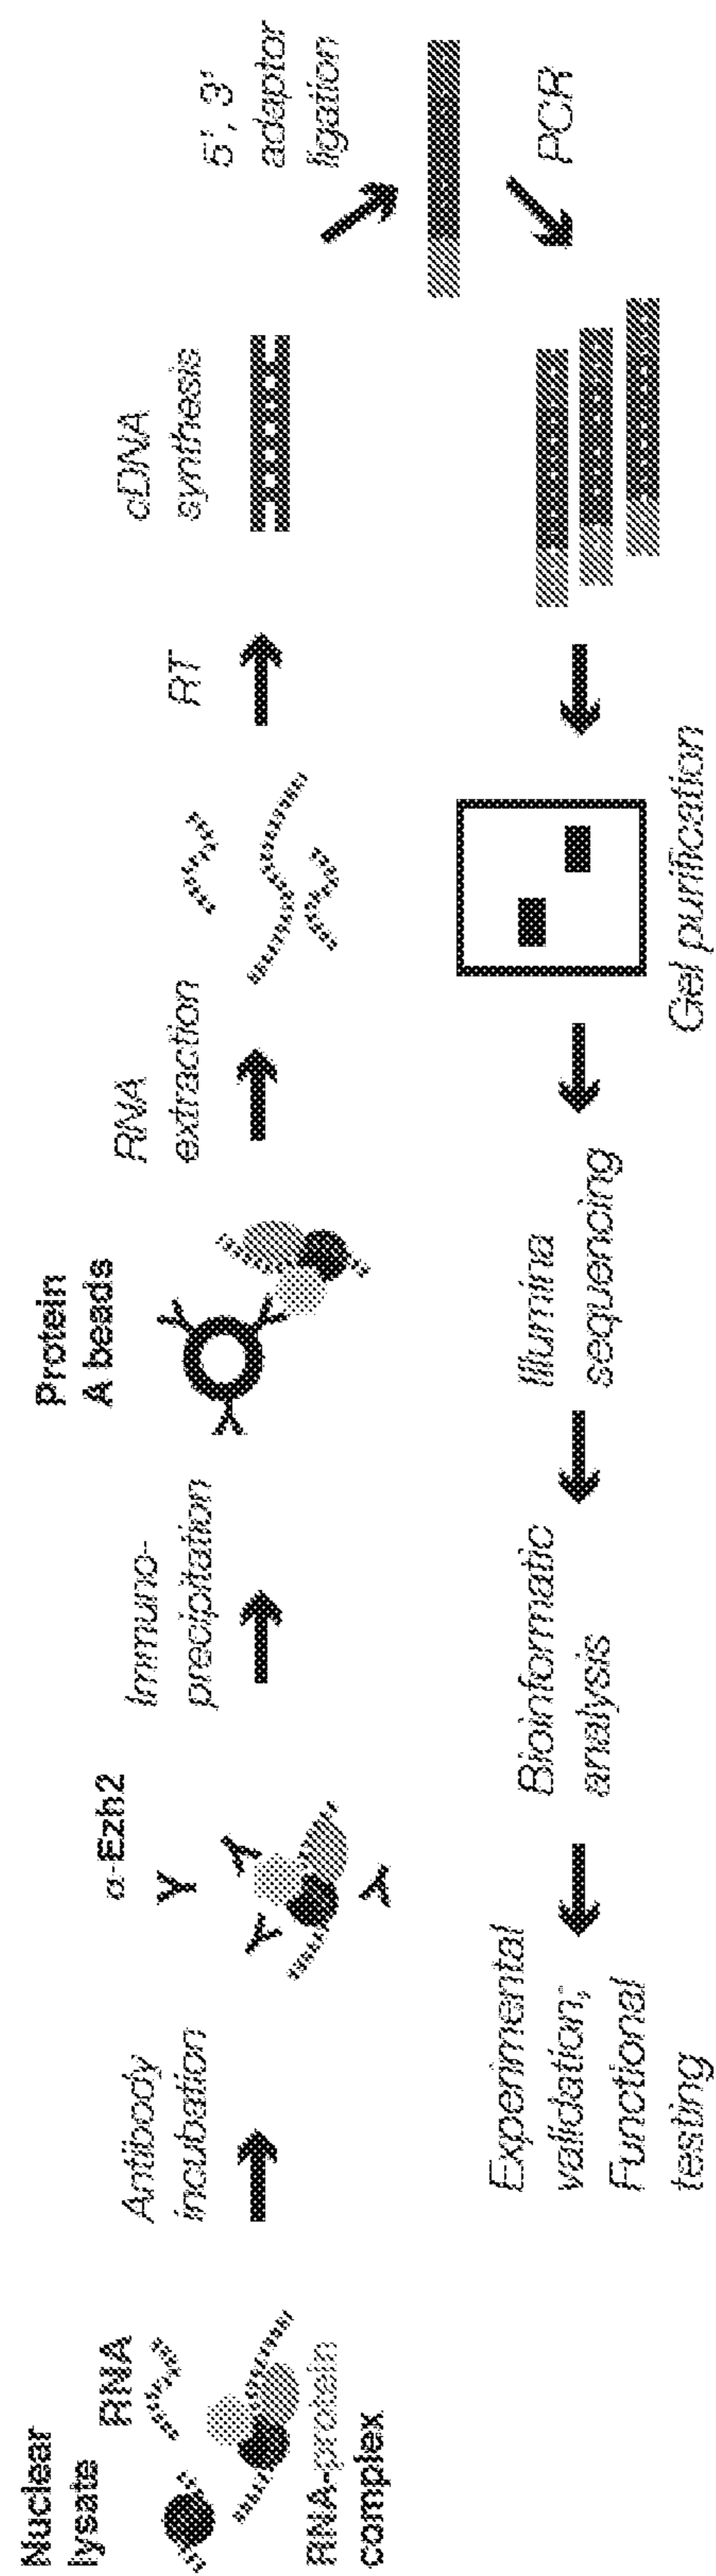 Nuclear
lysate
RNA
RNA-protein
complex
Antibody
incubation
α-Ezh2
Immuno-
precipitation
Protein
A beads
RNA
extraction
RT
cDNA
synthesis
5', 3'
adaptor
ligation
PCR
Gel purification
Illumina
sequencing
Bioinformatic
analysis
Experimental
validation;
Functional
testing